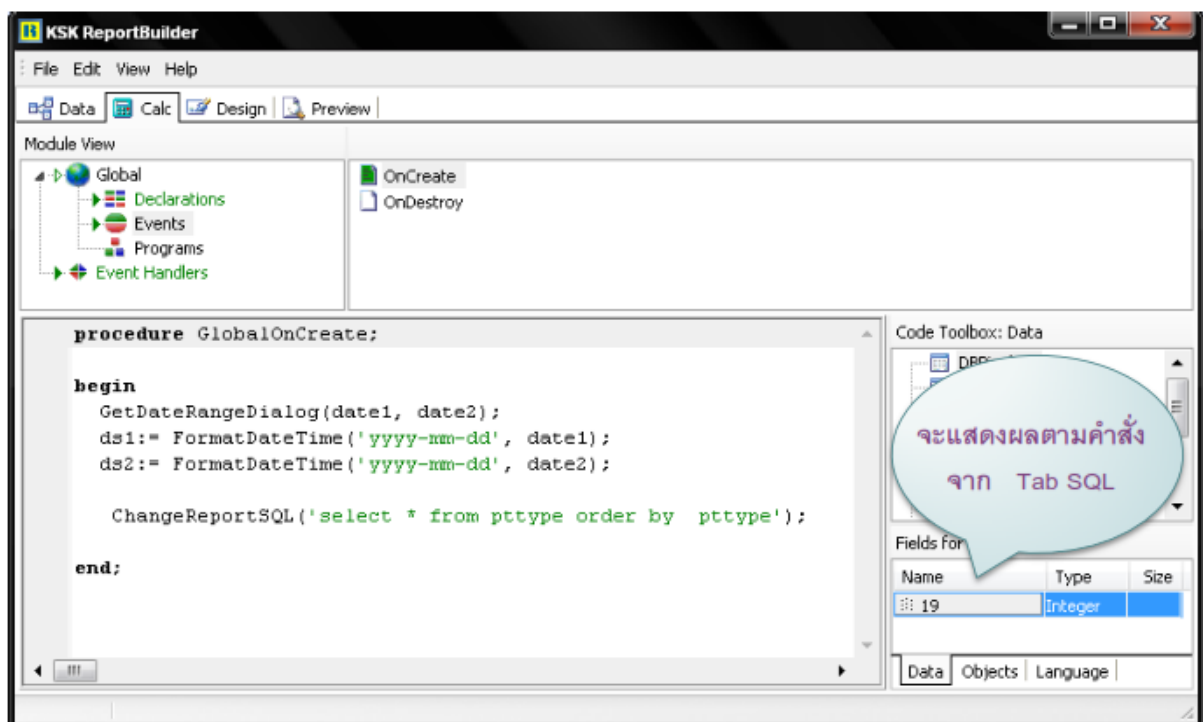 KSK ReportBuilder
File Edit View Help
Data Calc Design Preview
Module View
Global
Declarations
Events
Programs
Event Handlers
OnCreate
OnDestroy
procedure GlobalOnCreate;
begin
GetDateRangeDialog(date1, date2);
ds1:= FormatDateTime('yyyy-mm-dd', date1);
ds2:= FormatDateTime('yyyy-mm-dd', date2);
ChangeReportSQL('select * from pttype order by  pttype');
end;
Code Toolbox: Data
จะแสดงผลตามคำสั่ง
จาก Tab SQL
Fields for
Name Type Size
19 Integer
Data Objects Language